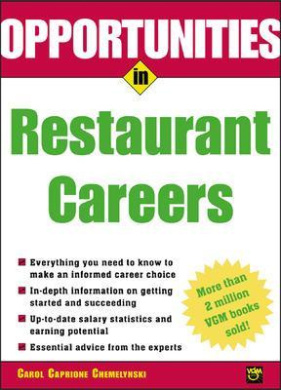 OPPORTUNITIES
in
Restaurant
Careers
Everything you need to know to
make an informed career choice
In-depth information on getting
started and succeeding
Up-to-date salary statistics and
earning potential
Essential advice from the experts
More than
2 million
VGM books
sold!
CAROL CAPRIONE CHEMELYNSKI
VGM